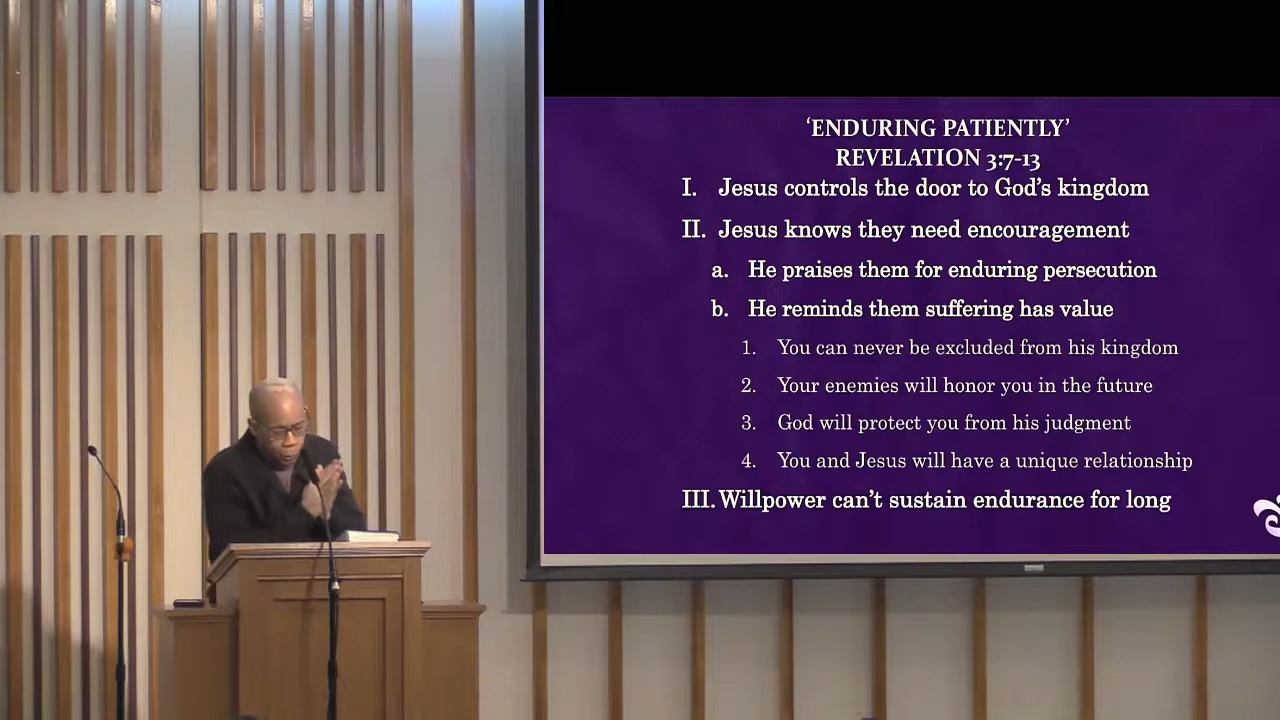 ‘ENDURING PATIENTLY’
REVELATION 3:7-13
I. Jesus controls the door to God’s kingdom
II. Jesus knows they need encouragement
a. He praises them for enduring persecution
b. He reminds them suffering has value
1. You can never be excluded from his kingdom
2. Your enemies will honor you in the future
3. God will protect you from his judgment
4. You and Jesus will have a unique relationship
III. Willpower can’t sustain endurance for long